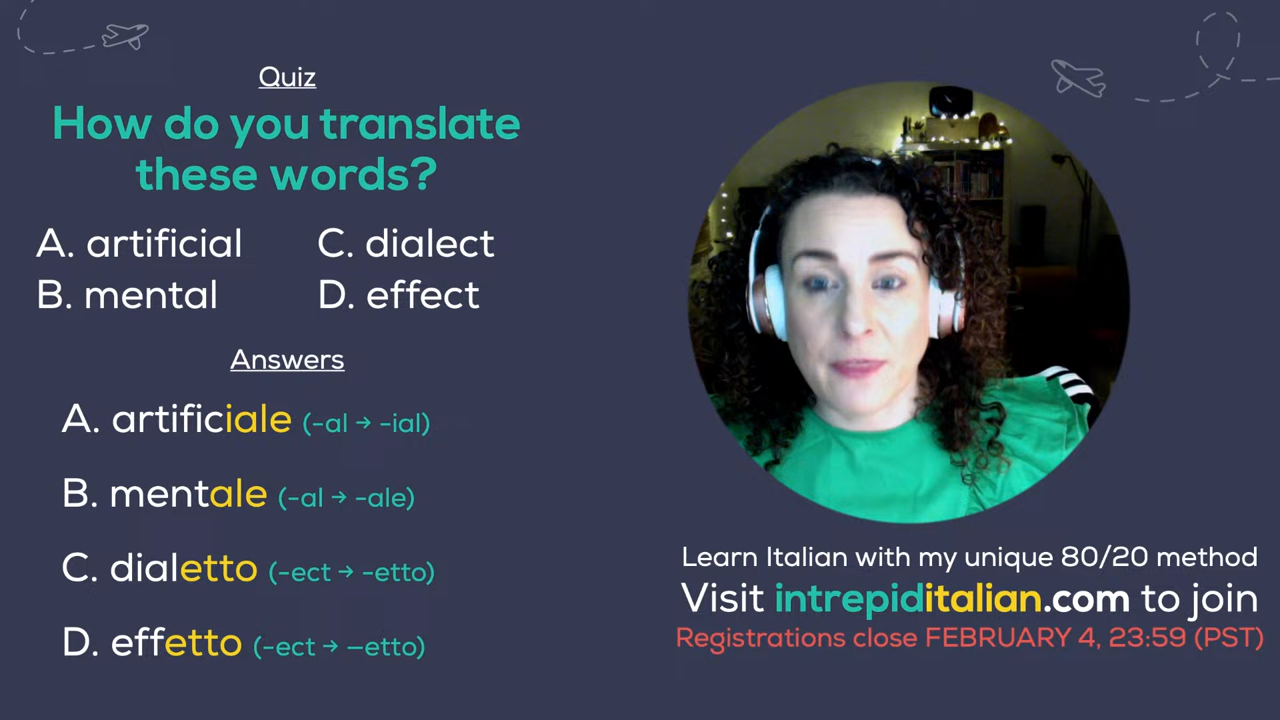 Quiz
How do you translate
these words?
A. artificial
C. dialect
B. mental
D. effect
Answers
A. artificiale (-al → -ial)
B. mentale (-al → -ale)
C. dialetto (-ect → -etto)
D. effetto (-ect → –etto)
Learn Italian with my unique 80/20 method
Visit intrepiditalian.com to join
Registrations close FEBRUARY 4, 23:59 (PST)